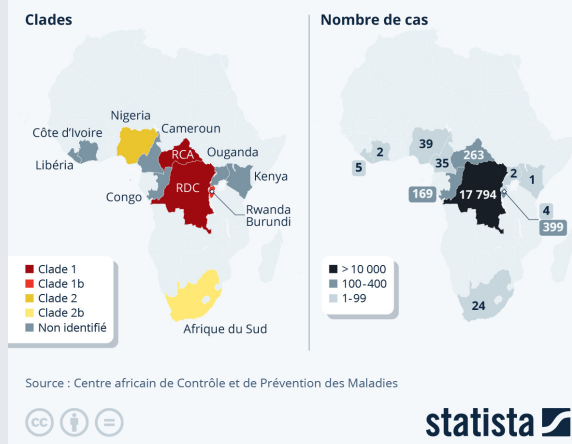 Clades
Nigeria
Côte d'Ivoire
Cameroun
RCA
Ouganda
Libéria
Kenya
RDC
Congo
Rwanda
Burundi
Clade 1
Clade 1b
Clade 2
Clade 2b
Non identifié
Afrique du Sud
Nombre de cas
39
2
263
35
5
2
1
169
17 794
4
399
> 10 000
100-400
1-99
24
Source : Centre africain de Contrôle et de Prévention des Maladies
cc
statista